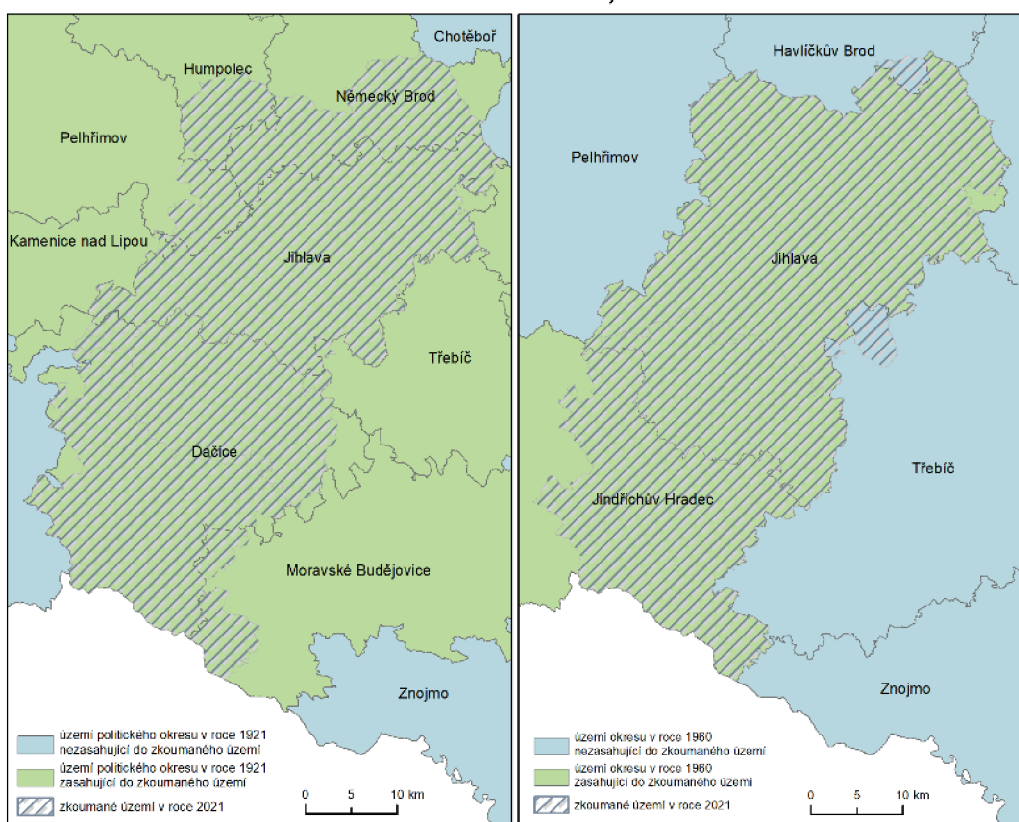 Chotěboř
Humpolec
Německý Brod
Pelhřimov
Kamenice nad Lipou
Jihlava
Třebíč
Dačice
Moravské Budějovice
Znojmo
území politického okresu v roce 1921
nezasahující do zkoumaného území
území politického okresu v roce 1921
zasahující do zkoumaného území
zkoumané území v roce 2021
0 5 10 km
Havlíčkův Brod
Pelhřimov
Jihlava
Třebíč
Jindřichův Hradec
Znojmo
území okresu v roce 1960
nezasahující do zkoumaného území
území okresu v roce 1960
zasahující do zkoumaného území
zkoumané území v roce 2021
0 5 10 km